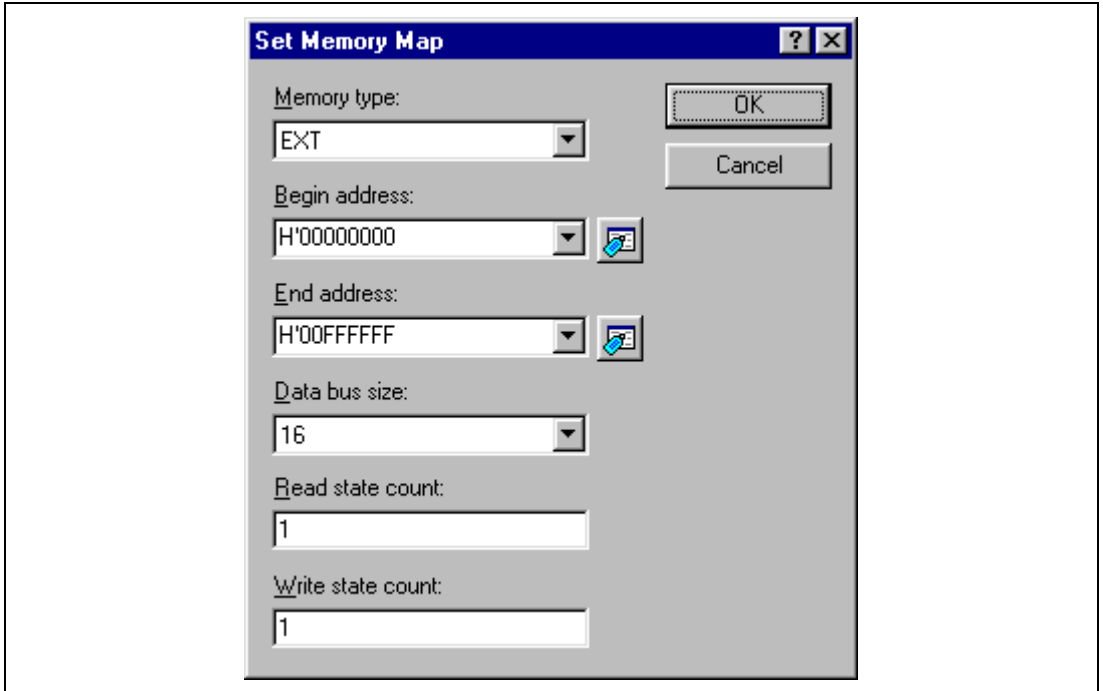 Set Memory Map
Memory type:
OK
EXT
Cancel
Begin address:
H'00000000
End address:
H'00FFFFFF
Data bus size:
16
Read state count:
1
Write state count:
1